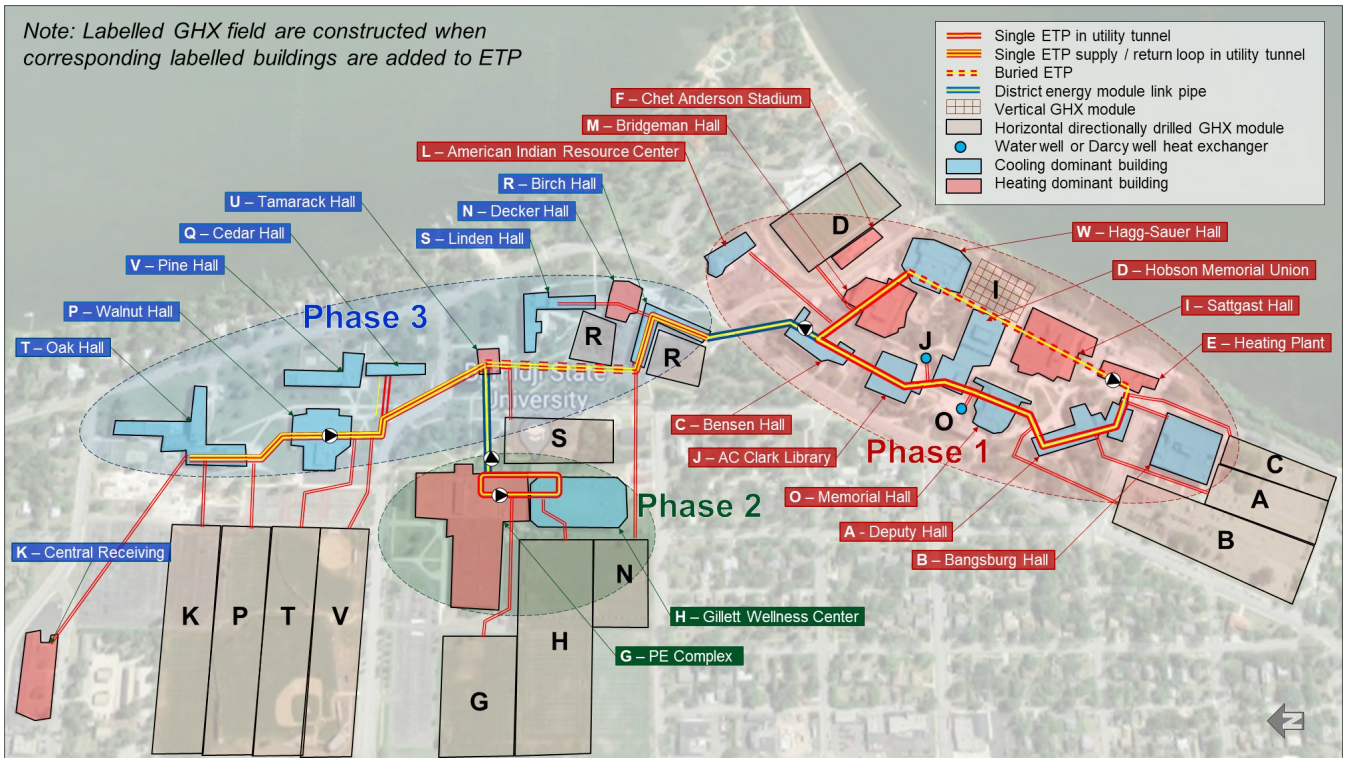 Note: Labelled GHX field are constructed when
corresponding labelled buildings are added to ETP
Single ETP in utility tunnel
Single ETP supply / return loop in utility tunnel
Buried ETP
District energy module link pipe
Vertical GHX module
Horizontal directionally drilled GHX module
Water well or Darcy well heat exchanger
Cooling dominant building
Heating dominant building
F – Chet Anderson Stadium
M – Bridgeman Hall
L – American Indian Resource Center
R – Birch Hall
U – Tamarack Hall
N – Decker Hall
Q – Cedar Hall
S – Linden Hall
V – Pine Hall
P – Walnut Hall
T – Oak Hall
K – Central Receiving
W – Hagg-Sauer Hall
D – Hobson Memorial Union
I – Sattgast Hall
E – Heating Plant
C – Bensen Hall
J – AC Clark Library
O – Memorial Hall
A - Deputy Hall
B – Bangsburg Hall
H – Gillett Wellness Center
G – PE Complex
Phase 3
Phase 1
Phase 2
State
University
D
I
J
O
R
R
S
C
A
B
N
H
G
K
P
T
V
N